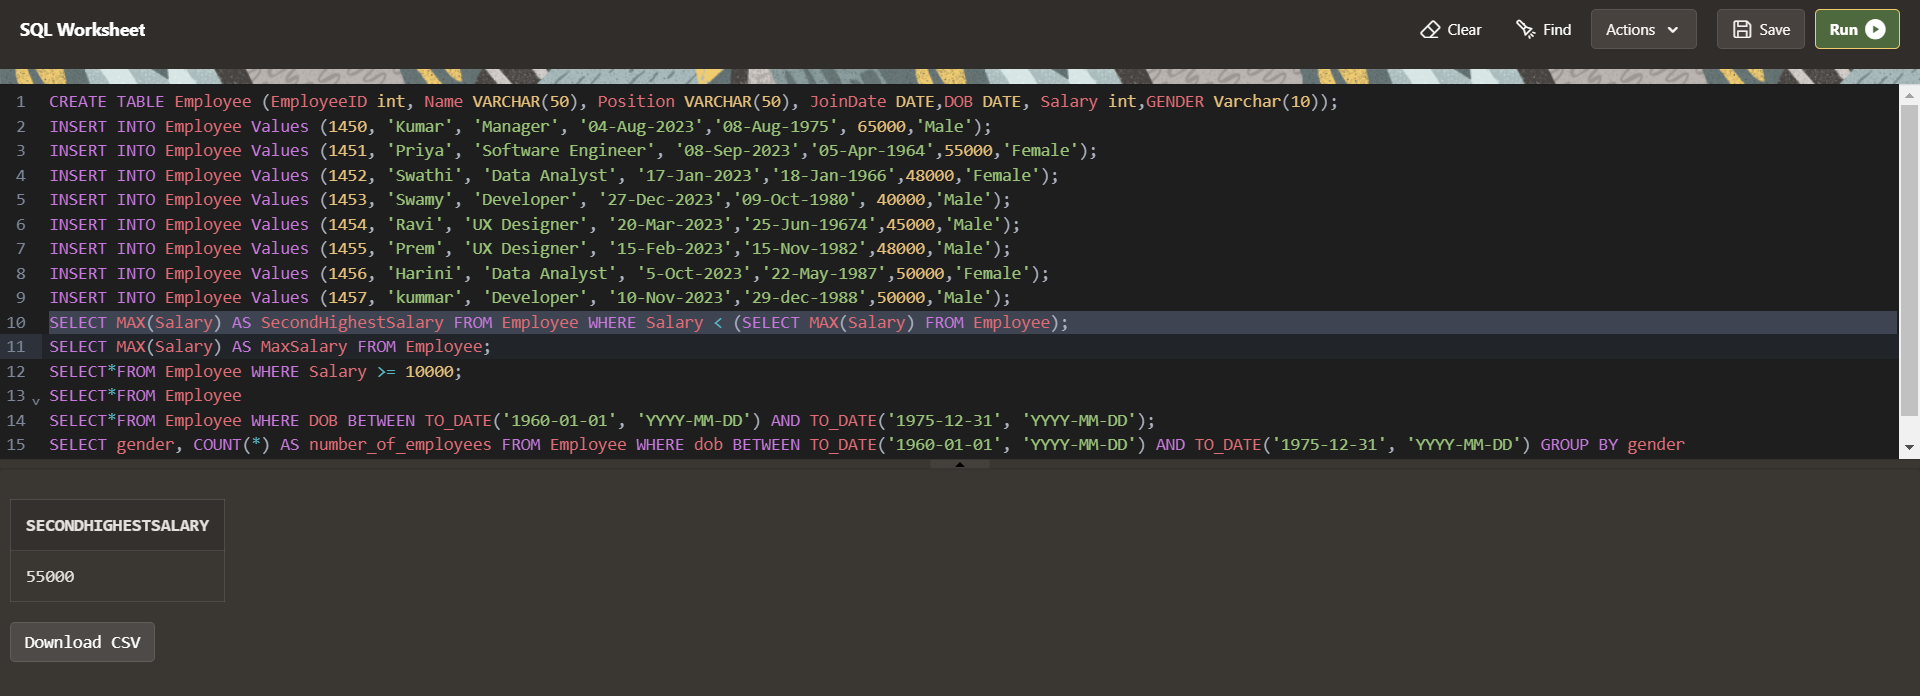 SQL Worksheet
Clear
Find
Actions
Save
Run
1 CREATE TABLE Employee (EmployeeID int, Name VARCHAR(50), Position VARCHAR(50), JoinDate DATE,DOB DATE, Salary int,GENDER Varchar(10));
2 INSERT INTO Employee Values (1450, 'Kumar', 'Manager', '04-Aug-2023','08-Aug-1975', 65000,'Male');
3 INSERT INTO Employee Values (1451, 'Priya', 'Software Engineer', '08-Sep-2023','05-Apr-1964',55000,'Female');
4 INSERT INTO Employee Values (1452, 'Swathi', 'Data Analyst', '17-Jan-2023','18-Jan-1966',48000,'Female');
5 INSERT INTO Employee Values (1453, 'Swamy', 'Developer', '27-Dec-2023','09-Oct-1980', 40000,'Male');
6 INSERT INTO Employee Values (1454, 'Ravi', 'UX Designer', '20-Mar-2023','25-Jun-19674',45000,'Male');
7 INSERT INTO Employee Values (1455, 'Prem', 'UX Designer', '15-Feb-2023','15-Nov-1982',48000,'Male');
8 INSERT INTO Employee Values (1456, 'Harini', 'Data Analyst', '5-Oct-2023','22-May-1987',50000,'Female');
9 INSERT INTO Employee Values (1457, 'kummar', 'Developer', '10-Nov-2023','29-dec-1988',50000,'Male');
10 SELECT MAX(Salary) AS SecondHighestSalary FROM Employee WHERE Salary < (SELECT MAX(Salary) FROM Employee);
11 SELECT MAX(Salary) AS MaxSalary FROM Employee;
12 SELECT*FROM Employee WHERE Salary >= 10000;
13 SELECT*FROM Employee
14 SELECT*FROM Employee WHERE DOB BETWEEN TO_DATE('1960-01-01', 'YYYY-MM-DD') AND TO_DATE('1975-12-31', 'YYYY-MM-DD');
15 SELECT gender, COUNT(*) AS number_of_employees FROM Employee WHERE dob BETWEEN TO_DATE('1960-01-01', 'YYYY-MM-DD') AND TO_DATE('1975-12-31', 'YYYY-MM-DD') GROUP BY gender
SECONDHIGHESTSALARY
55000
Download CSV